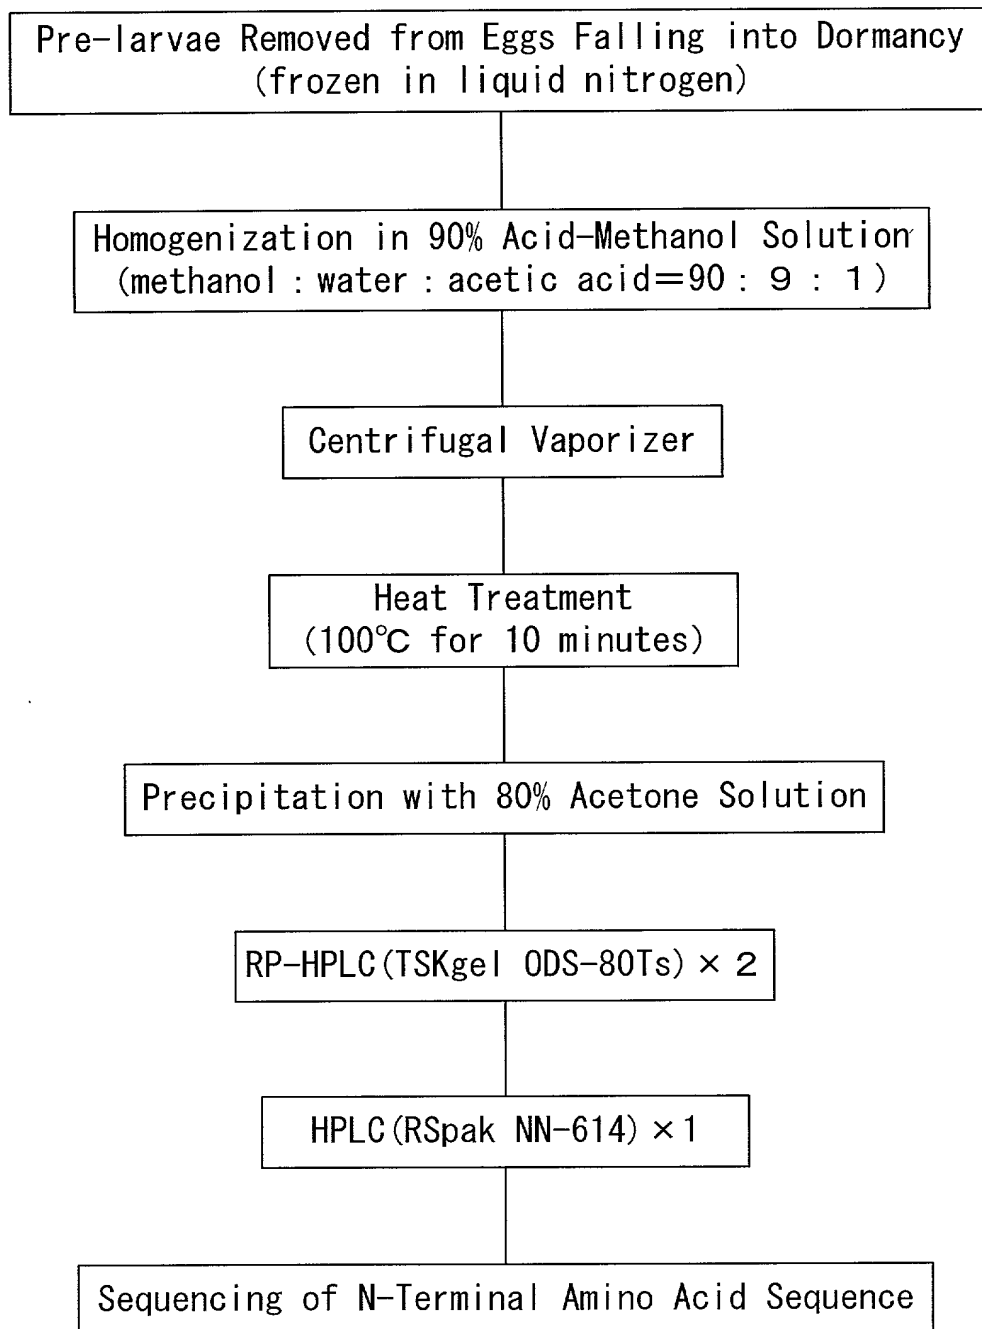 Pre-larvae Removed from Eggs Falling into Dormancy
(frozen in liquid nitrogen)
Homogenization in 90% Acid-Methanol Solution
(methanol:water:acetic acid=90:9:1)
Centrifugal Vaporizer
Heat Treatment
(100℃ for 10 minutes)
Precipitation with 80% Acetone Solution
RP-HPLC(TSKgel ODS-80Ts)×2
HPLC(RSpak NN-614)×1
Sequencing of N-Terminal Amino Acid Sequence